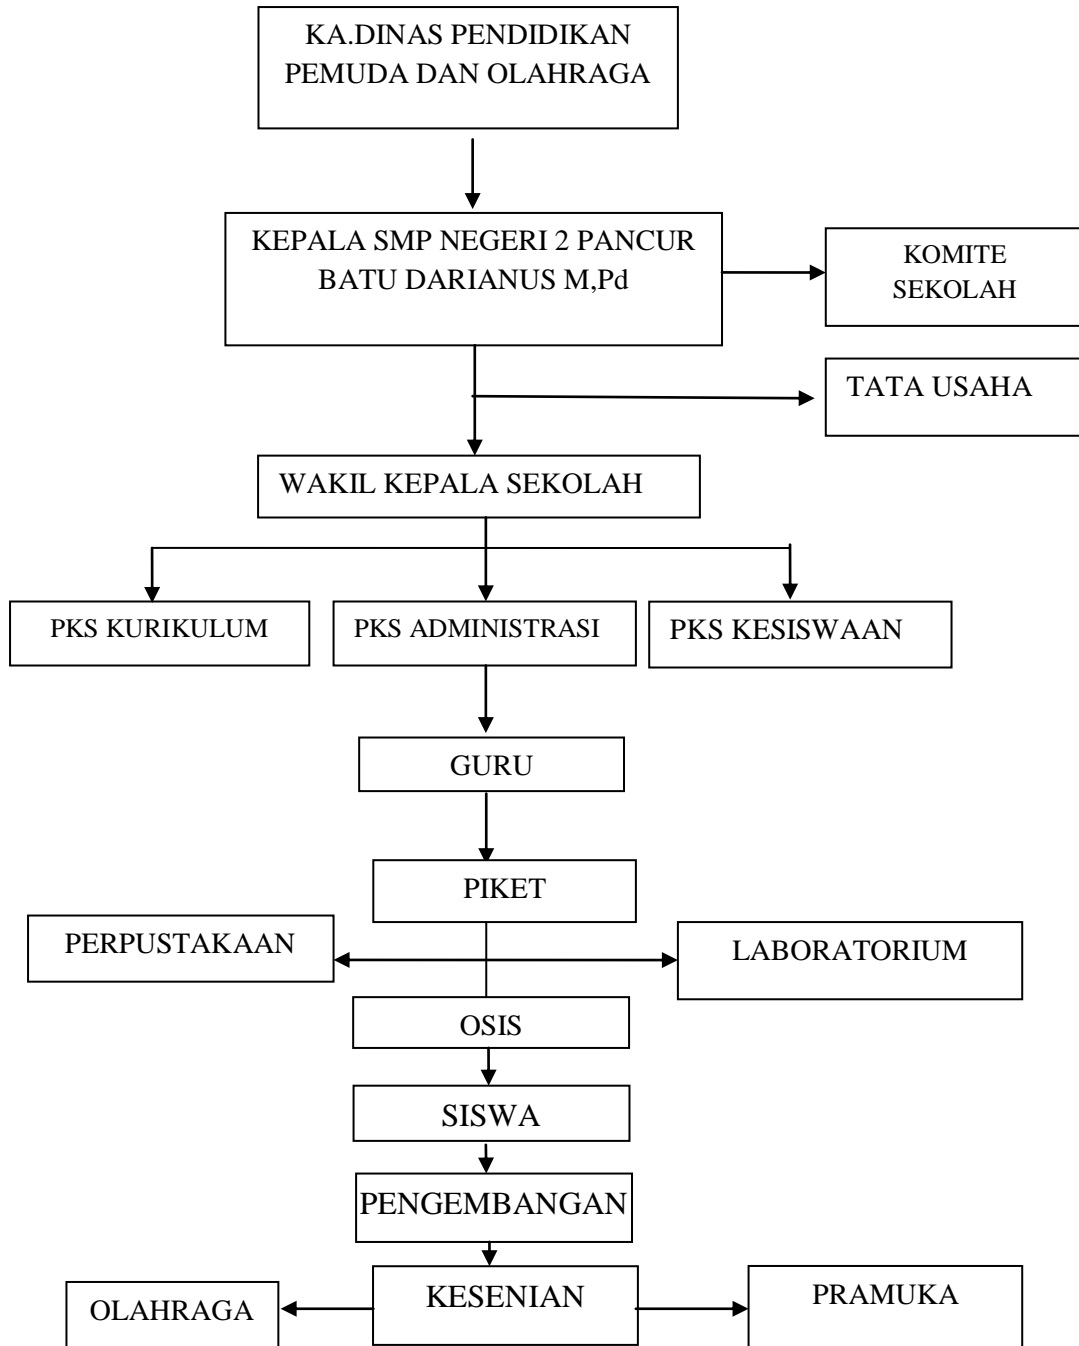 KA.DINAS PENDIDIKAN
PEMUDA DAN OLAHRAGA
KEPALA SMP NEGERI 2 PANCUR
BATU DARIANUS M,Pd
KOMITE
SEKOLAH
TATA USAHA
WAKIL KEPALA SEKOLAH
PKS KURIKULUM
PKS ADMINISTRASI
PKS KESISWAAN
GURU
PIKET
PERPUSTAKAAN
LABORATORIUM
OSIS
SISWA
PENGEMBANGAN
OLAHRAGA
KESENIAN
PRAMUKA